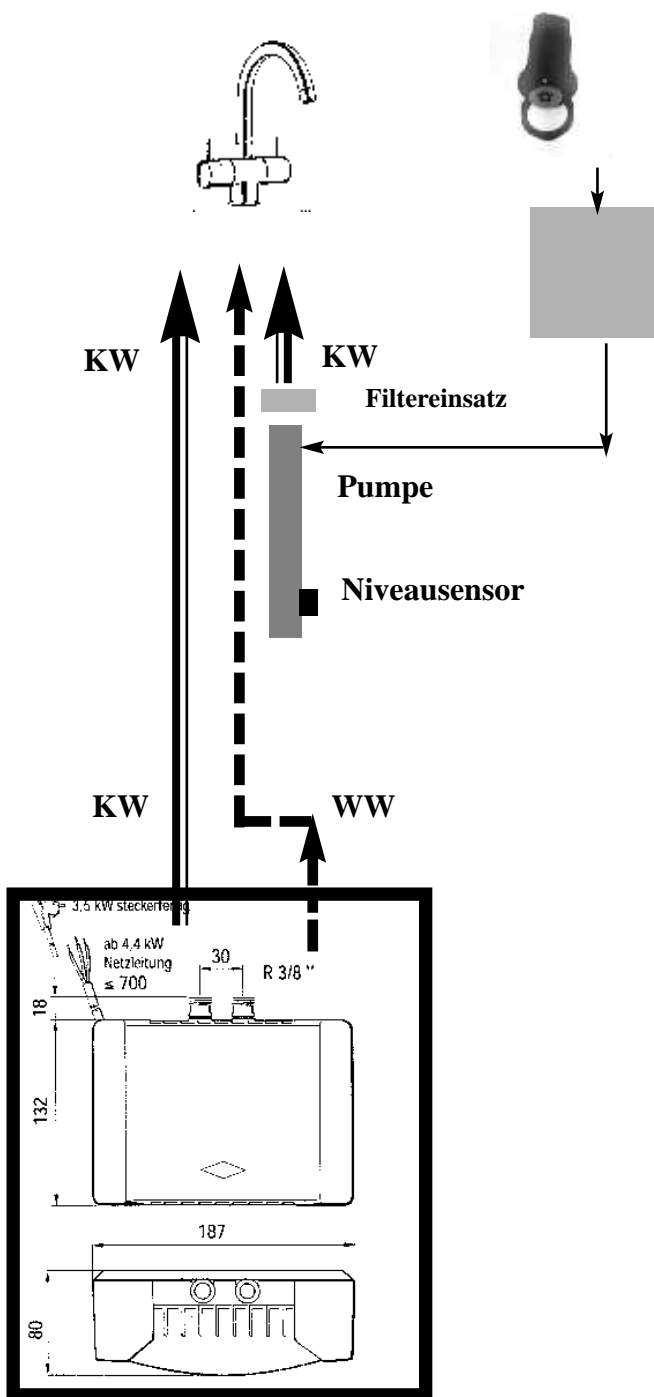 KW
KW
Filtereinsatz
Pumpe
Niveausensor
KW
WW
3,5 kW steckerfertig
ab 4,4 kW
Netzleitung
≤ 700
30
R 3/8 "
18
132
187
80